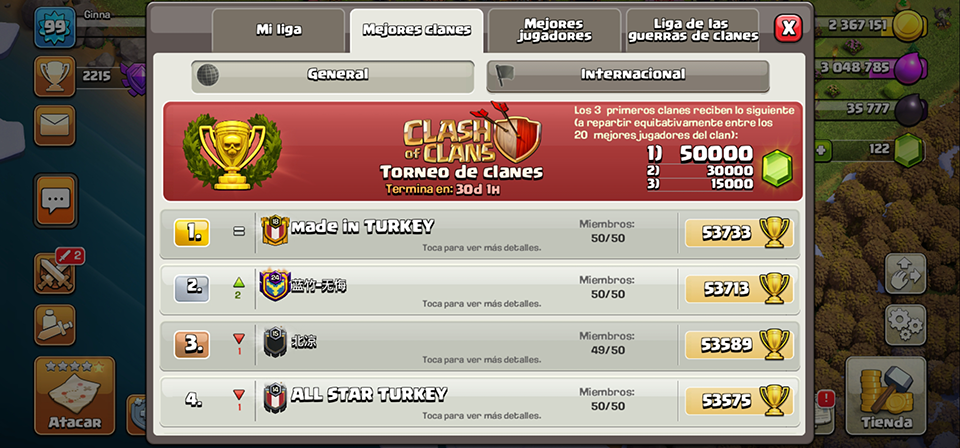 99
Ginna
2215
Mi liga
Mejores clanes
Mejores jugadores
Liga de las guerras de clanes
X
2 367 151
3 048 785
35 777
122
General
Internacional
CLASH of CLANS
Torneo de clanes
Termina en: 30d 1H
Los 3 primeros clanes reciben lo siguiente
(a repartir equitativamente entre los
20 mejores jugadores del clan):
1) 50000
2) 30000
3) 15000
1. = 18 Made in TURKEY
Toca para ver más detalles.
Miembros:
50/50
53733
2. 2 24 蓝竹-无悔
Toca para ver más detalles.
Miembros:
50/50
53713
3. 1 15 北凉
Toca para ver más detalles.
Miembros:
49/50
53589
4. 1 14 ALL STAR TURKEY
Toca para ver más detalles.
Miembros:
50/50
53575
2
Atacar
!
Tienda